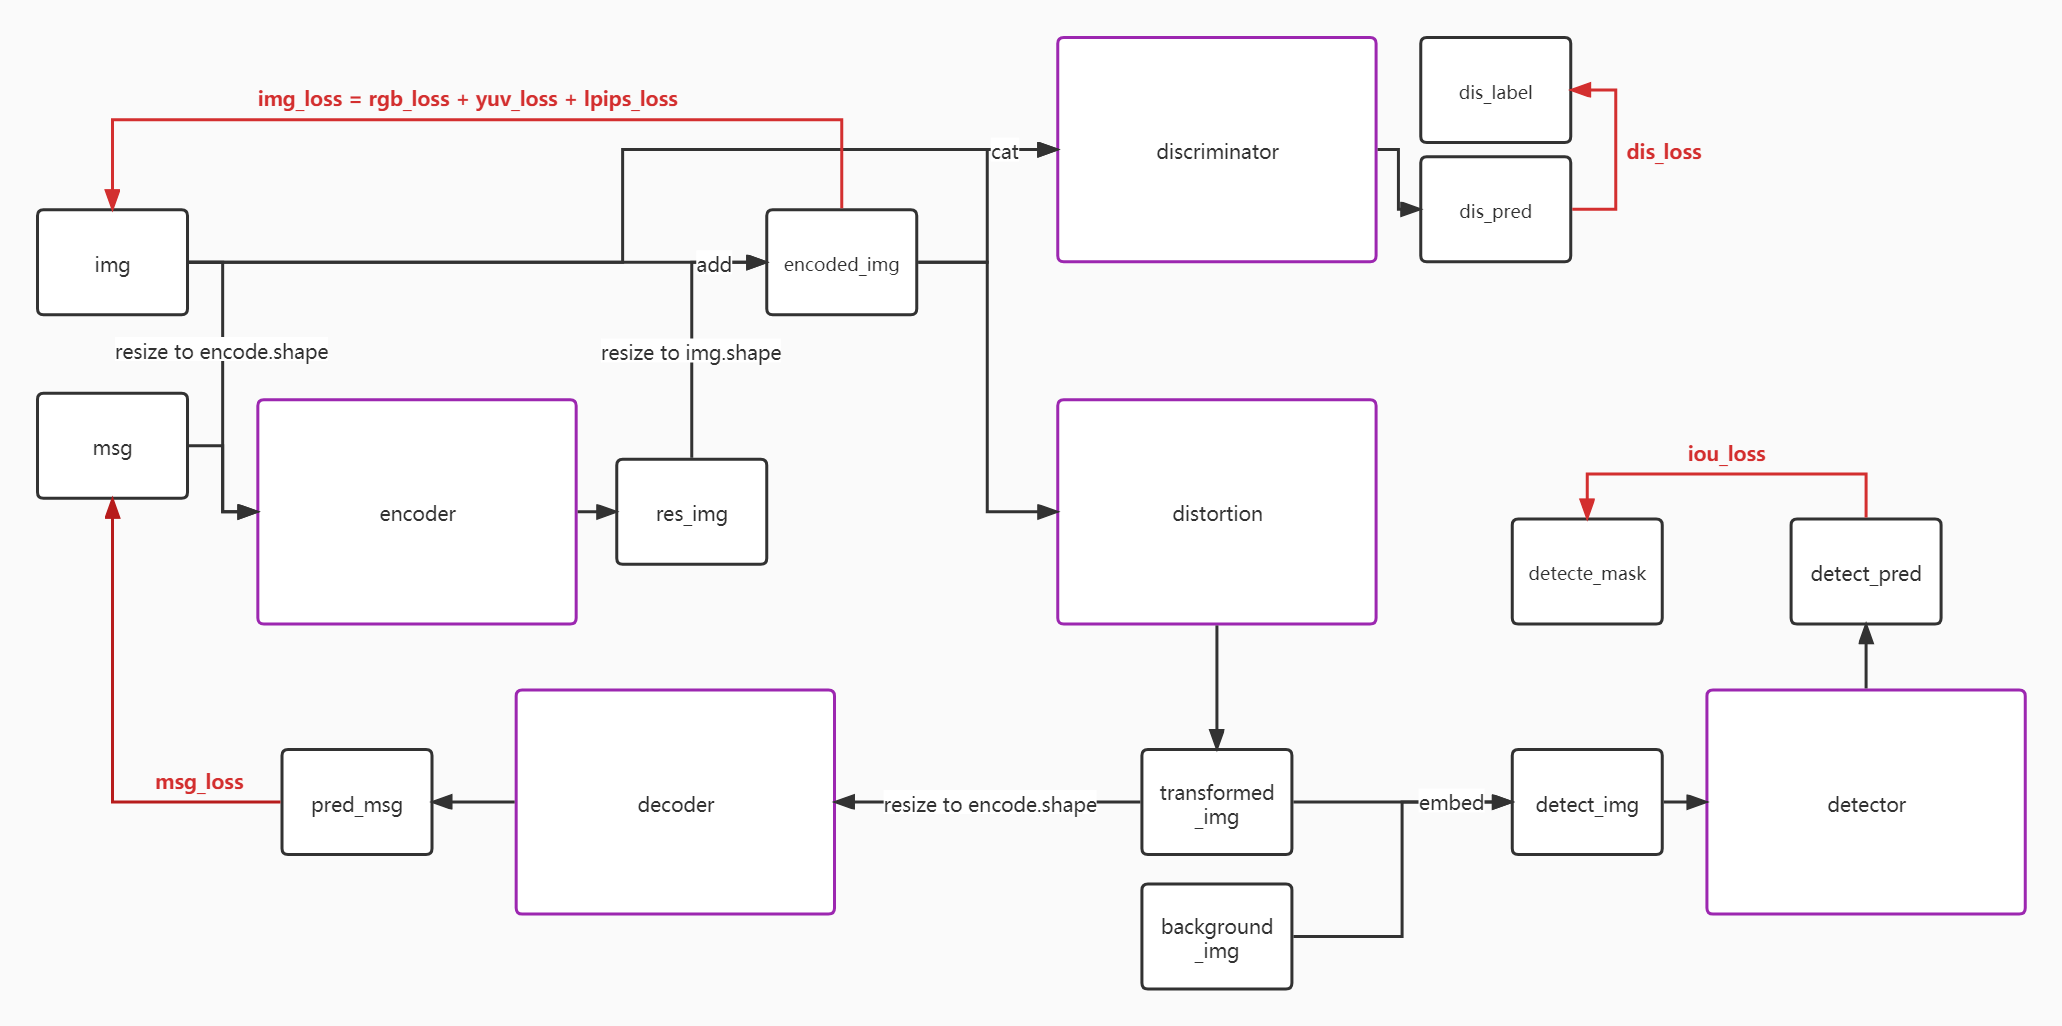 img_loss = rgb_loss + yuv_loss + lpips_loss
dis_label
cat
discriminator
dis_loss
dis_pred
img
add
encoded_img
resize to encode.shape
resize to img.shape
msg
encoder
res_img
distortion
iou_loss
detecte_mask
detect_pred
msg_loss
pred_msg
decoder
resize to encode.shape
transformed
_img
embed
detect_img
detector
background
_img